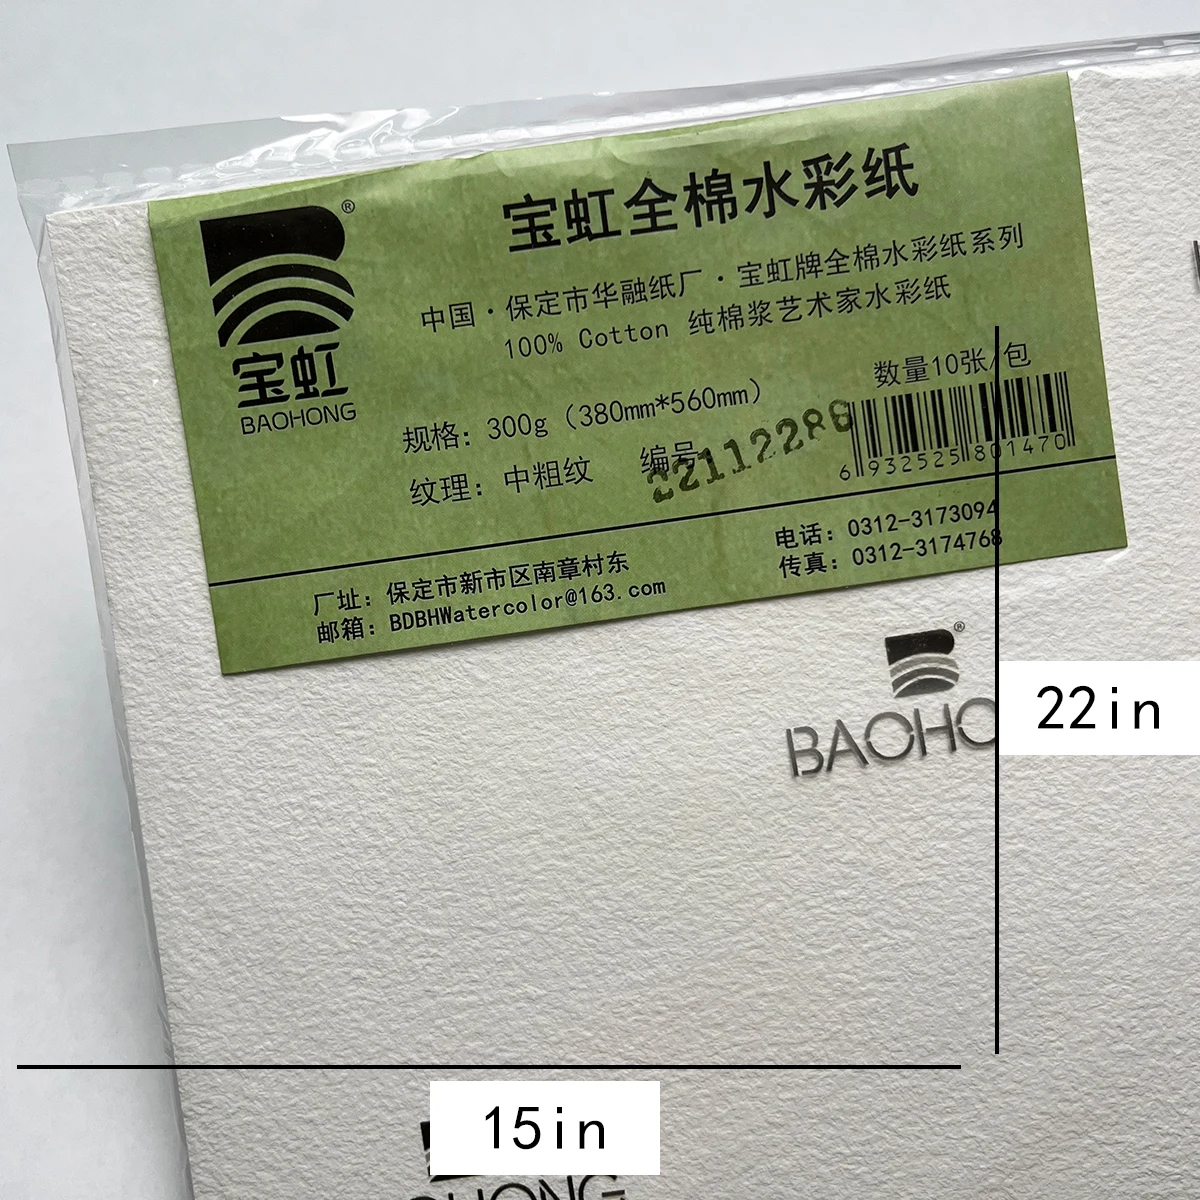 宝虹全棉水彩纸
®
宝虹
BAOHONG
中国·保定市华融纸厂·宝虹牌全棉水彩纸系列
100% Cotton 纯棉浆艺术家水彩纸
数量10张/包
规格：300g（380mm*560mm）
纹理：中粗纹 编号 22112286
6 932525 801470
厂址：保定市新市区南章村东
邮箱：BDBHWatercolor@163.com
电话：0312-3173094
传真：0312-3174768
®
BAOHO
22in
15in
OHONG